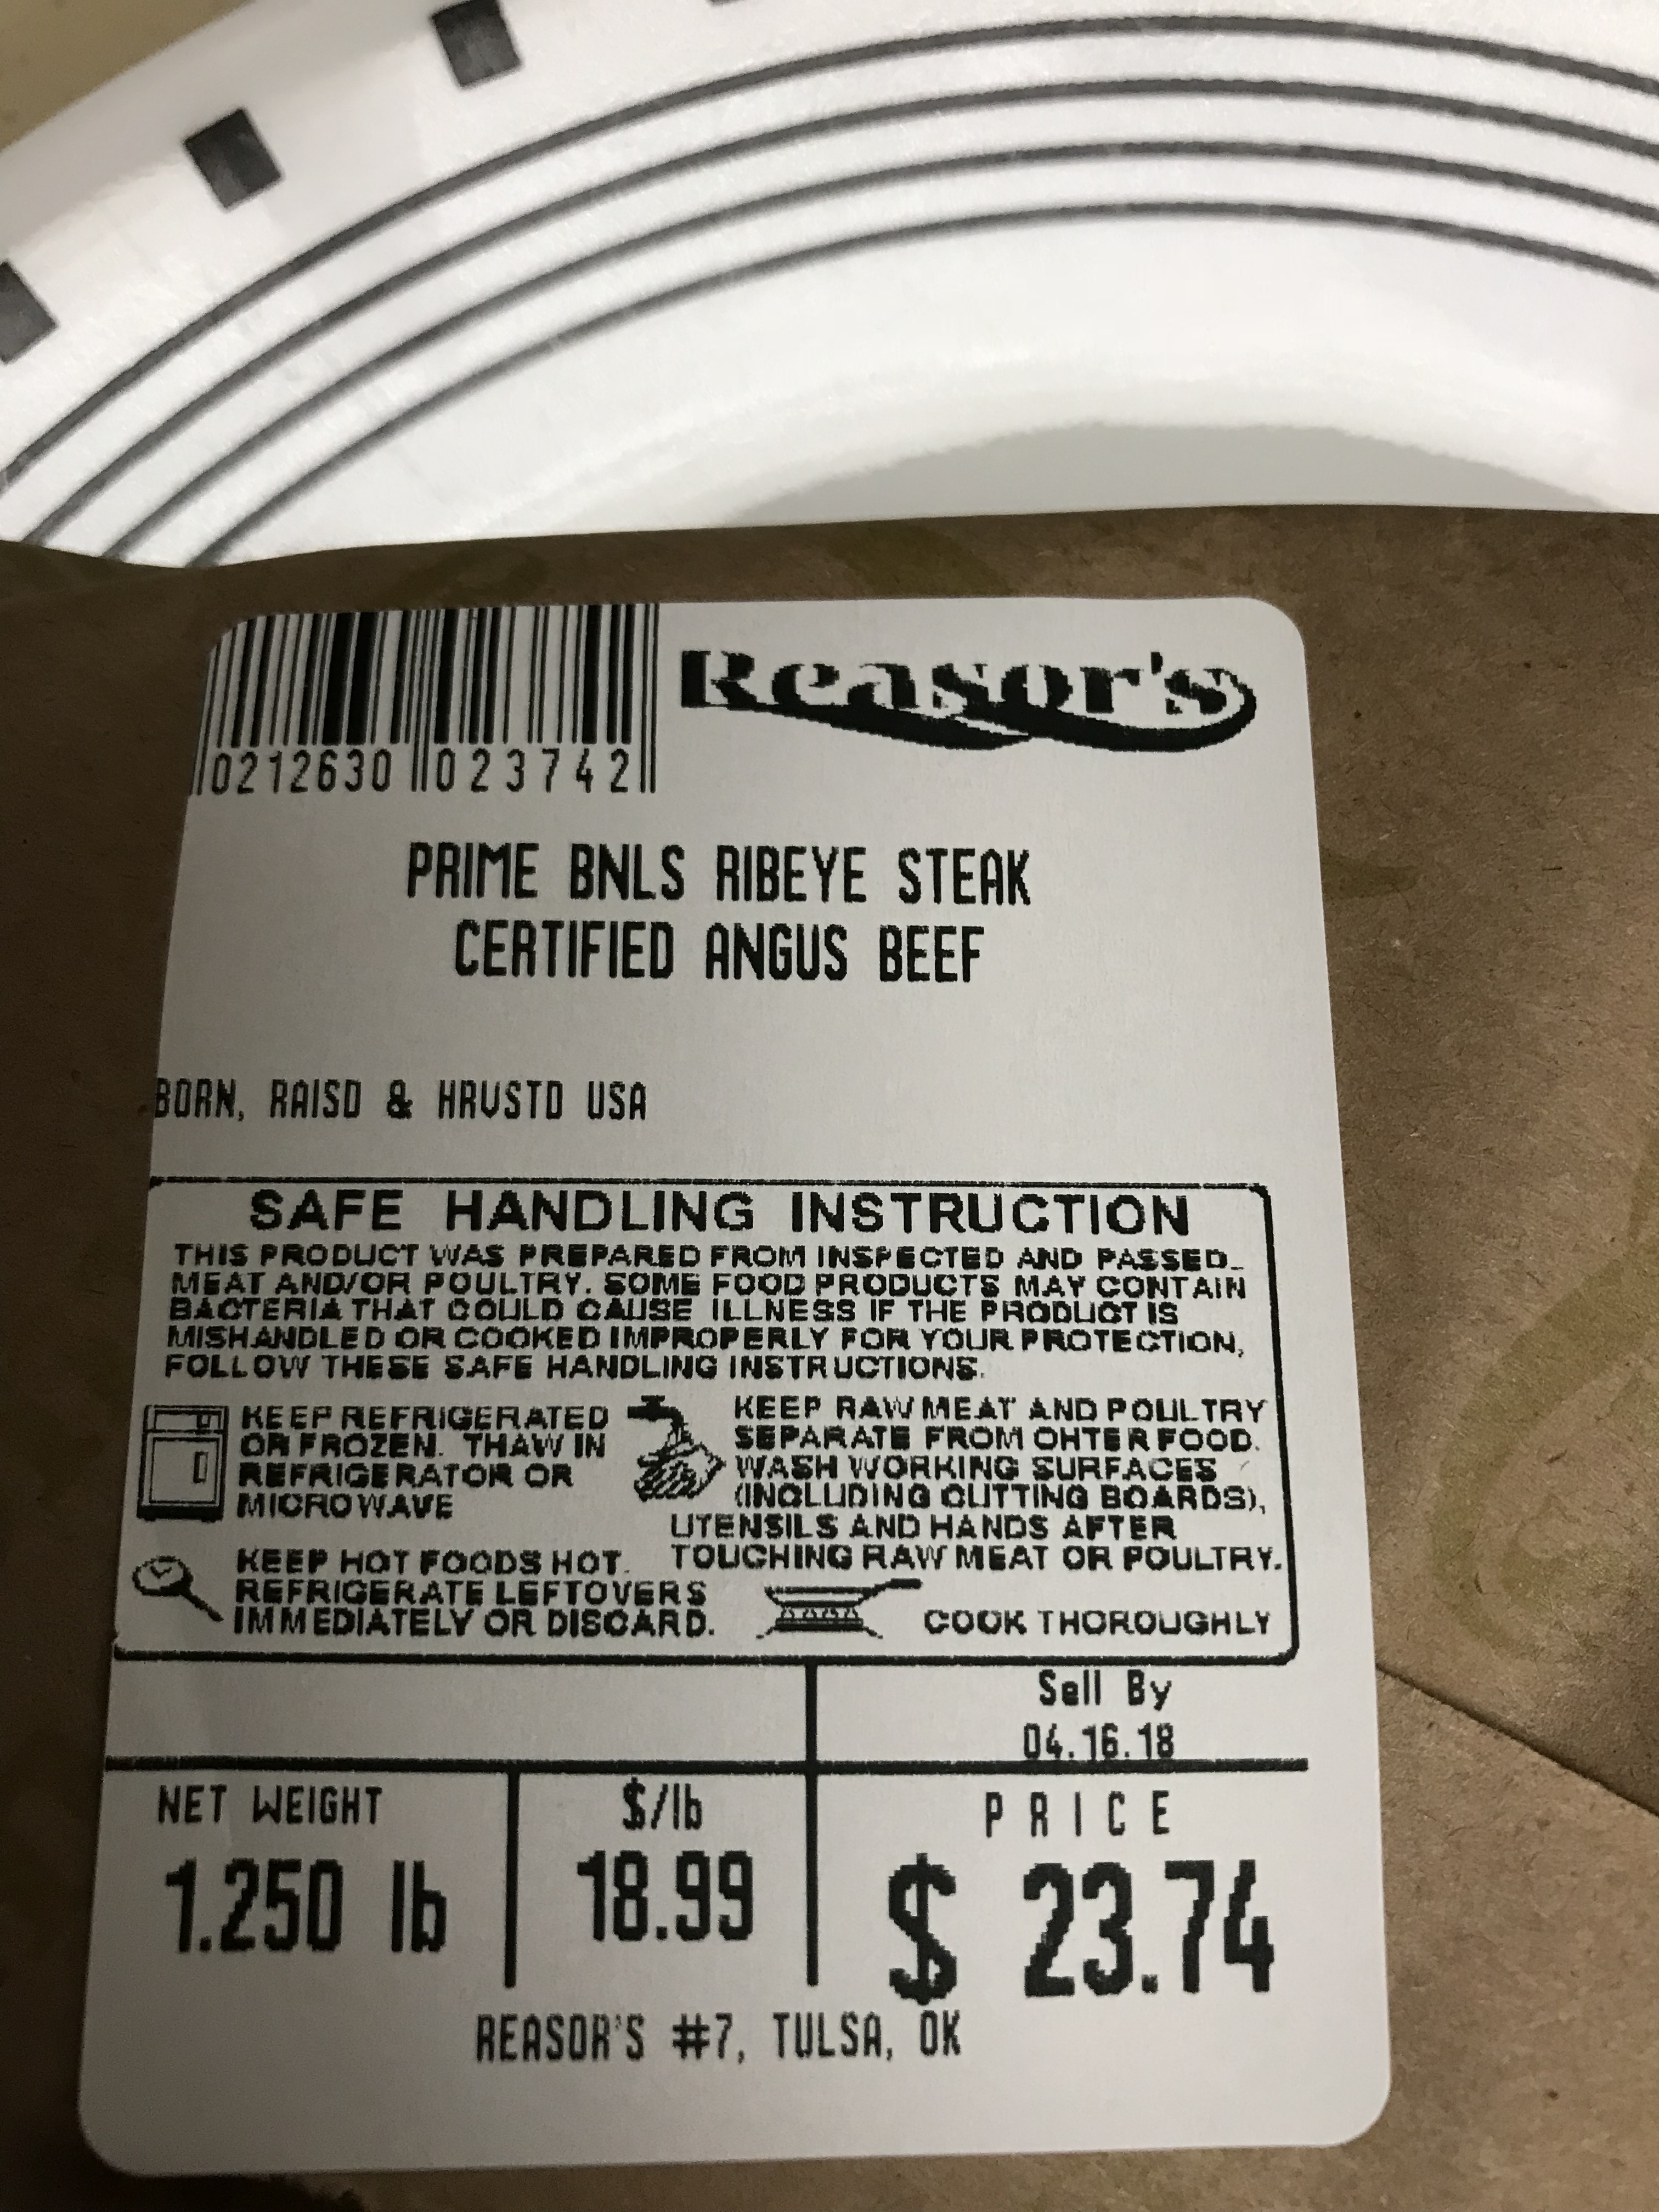 Reasor's
0212630 023742
PRIME BNLS RIBEYE STEAK
CERTIFIED ANGUS BEEF
BORN, RAISD & HRVSTD USA
SAFE HANDLING INSTRUCTION
THIS PRODUCT WAS PREPARED FROM INSPECTED AND PASSED
MEAT AND/OR POULTRY. SOME FOOD PRODUCTS MAY CONTAIN
BACTERIA THAT COULD CAUSE ILLNESS IF THE PRODUCT IS
MISHANDLED OR COOKED IMPROPERLY FOR YOUR PROTECTION,
FOLLOW THESE SAFE HANDLING INSTRUCTIONS.
KEEP REFRIGERATED
OR FROZEN. THAW IN
REFRIGERATOR OR
MICROWAVE
KEEP RAW MEAT AND POULTRY
SEPARATE FROM OHTER FOOD.
WASH WORKING SURFACES
(INCLUDING CUTTING BOARDS),
UTENSILS AND HANDS AFTER
TOUCHING RAW MEAT OR POULTRY.
KEEP HOT FOODS HOT.
REFRIGERATE LEFTOVERS
IMMEDIATELY OR DISCARD.
COOK THOROUGHLY
Sell By
04.16.18
NET WEIGHT
1.250 lb
$/lb
18.99
PRICE
$ 23.74
REASOR'S #7, TULSA, OK